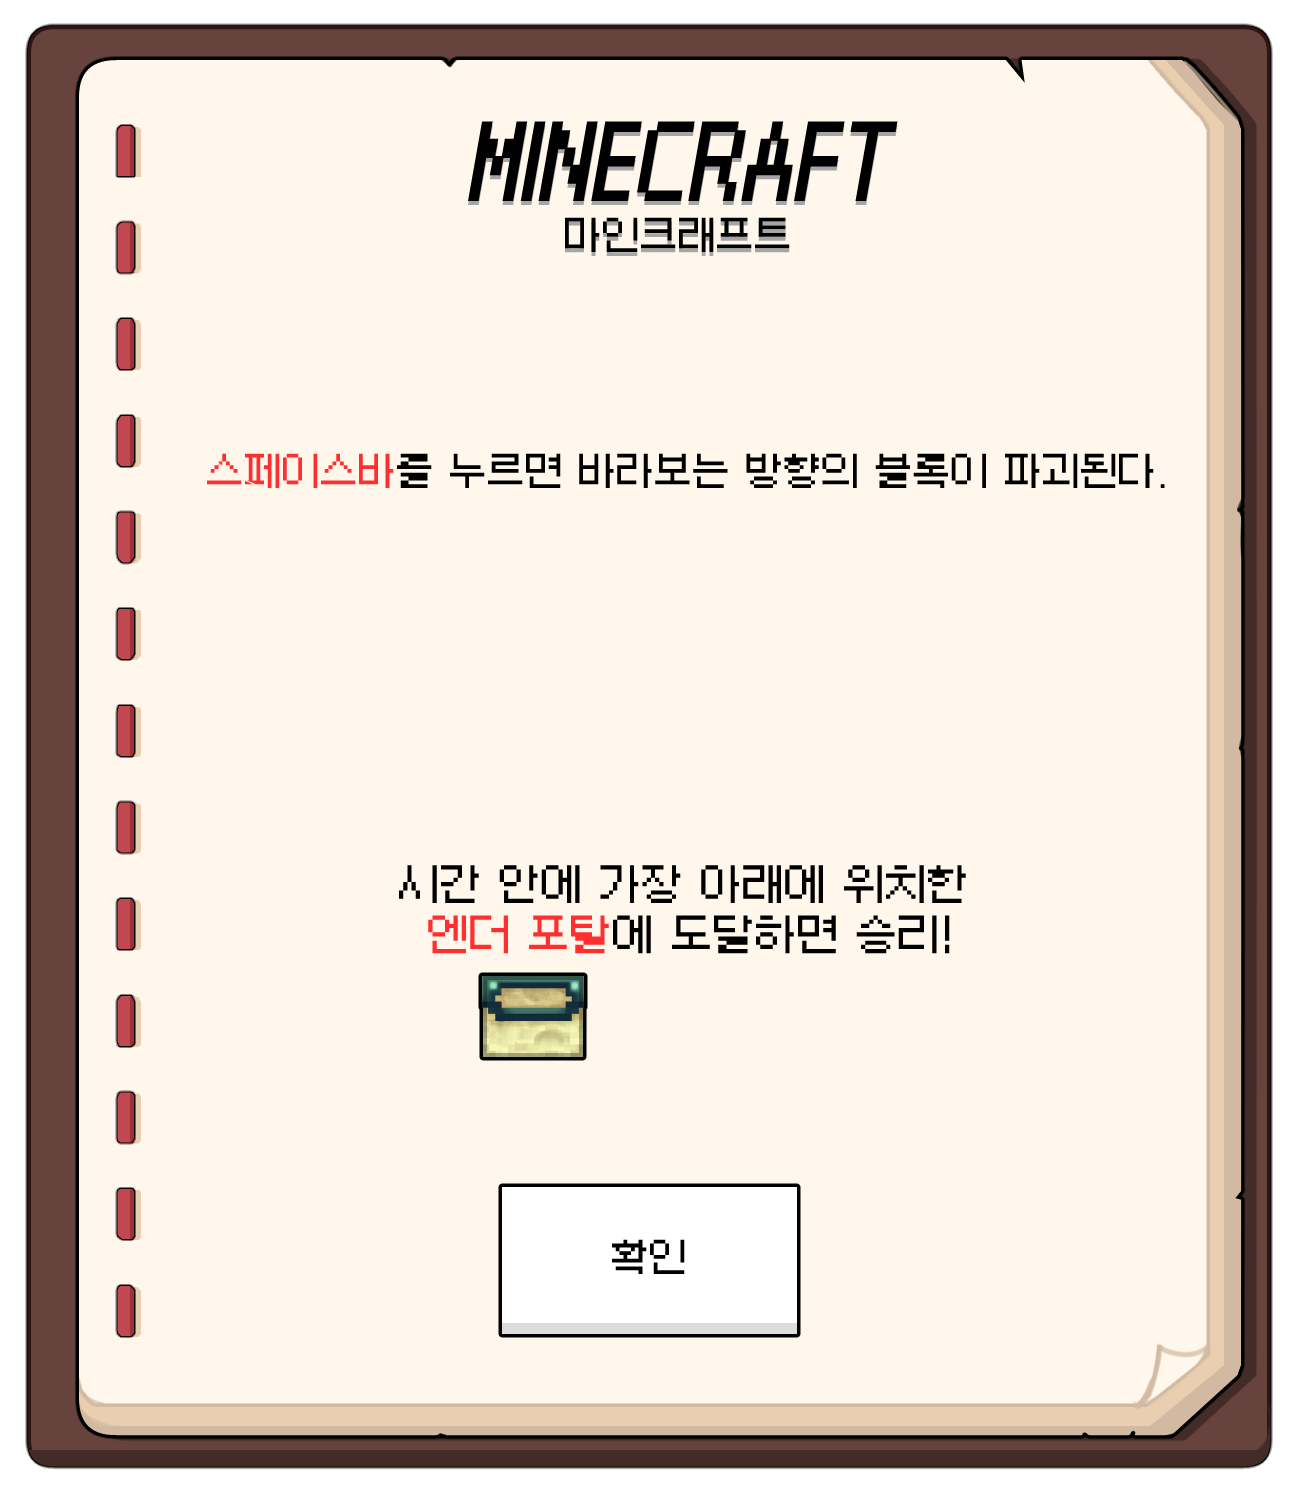 MINECRAFT
마인크래프트
스페이스바를 누르면 바라보는 방향의 블록이 파괴된다.
시간 안에 가장 아래에 위치한
엔더 포탈에 도달하면 승리!
확인